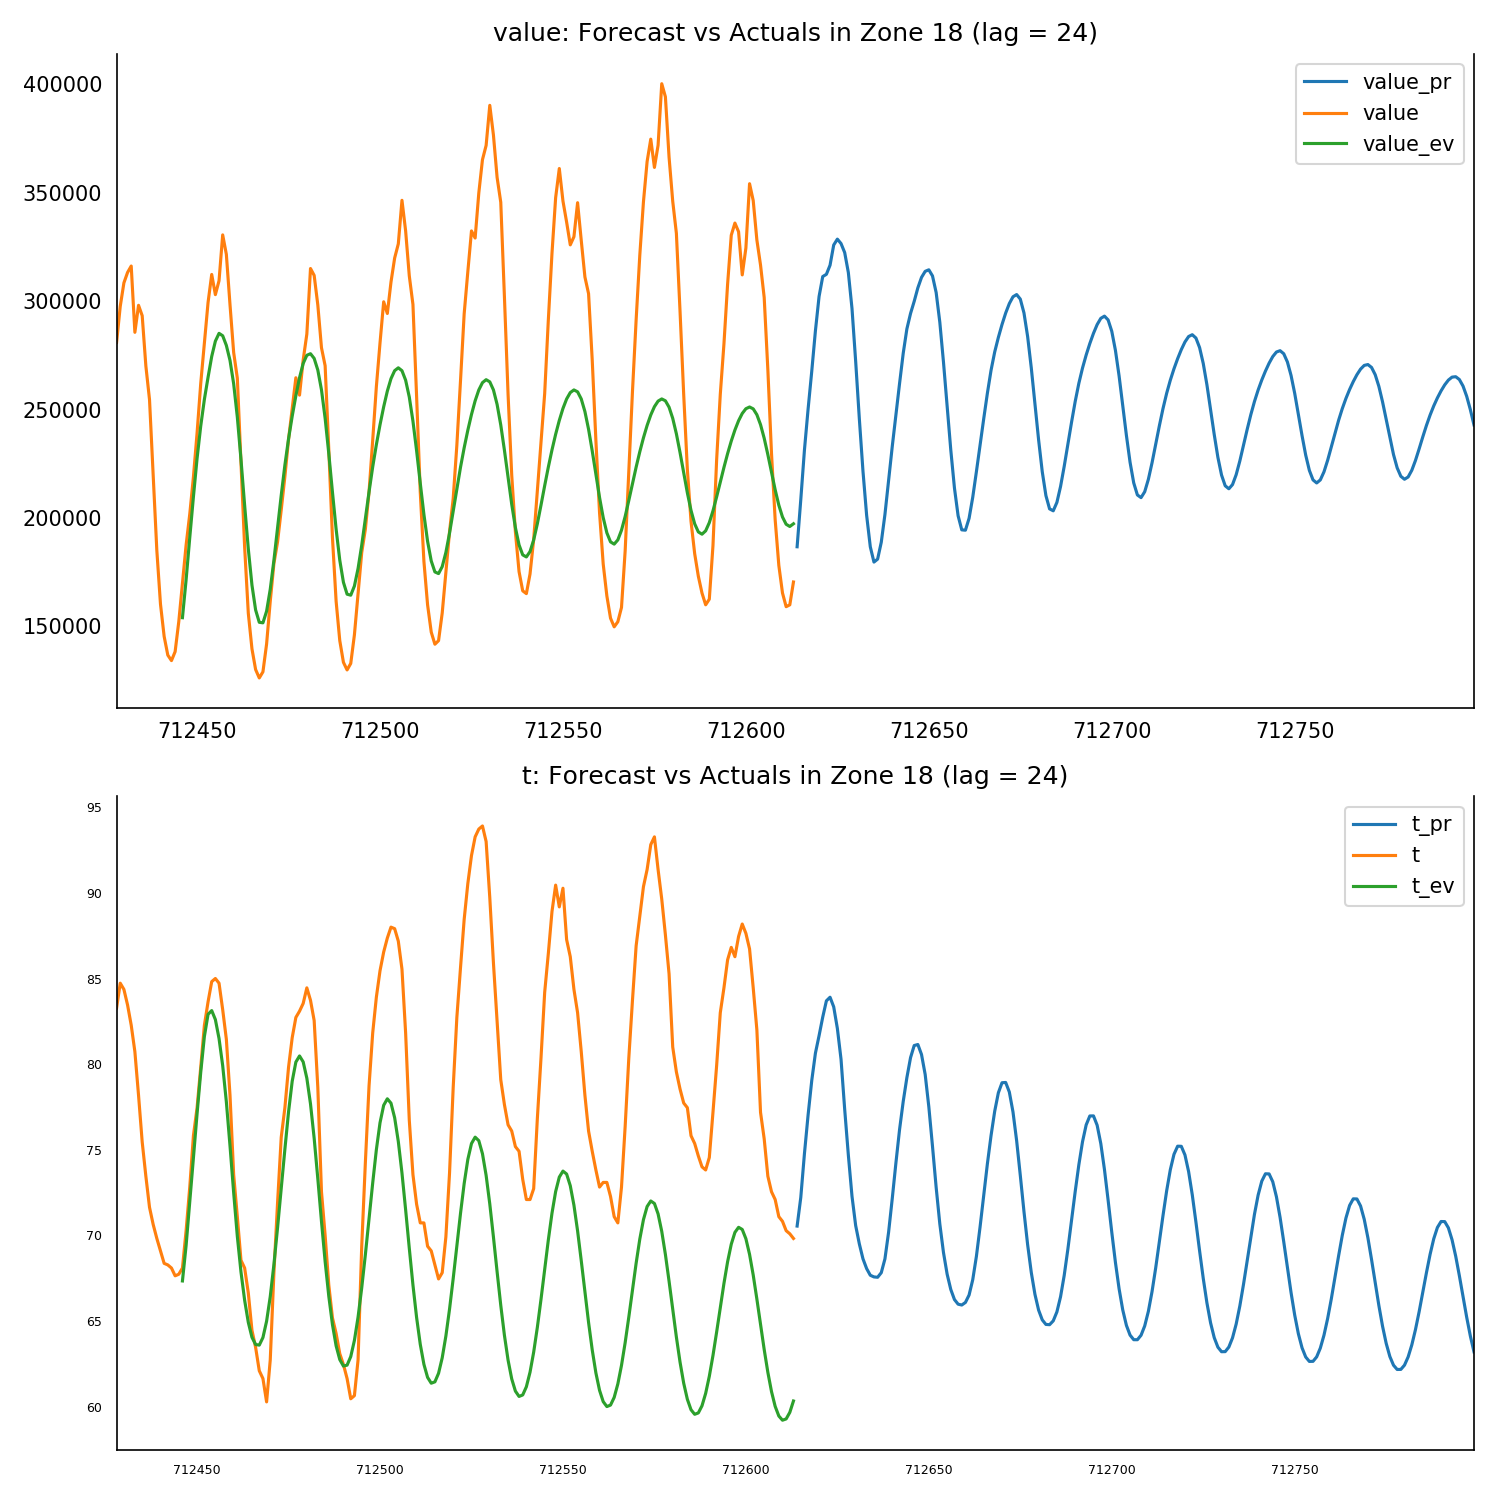 value: Forecast vs Actuals in Zone 18 (lag = 24)
400000
350000
300000
250000
200000
150000
value_pr
value
value_ev
712450 712500 712550 712600 712650 712700 712750
t: Forecast vs Actuals in Zone 18 (lag = 24)
95
90
85
80
75
70
65
60
t_pr
t
t_ev
712450 712500 712550 712600 712650 712700 712750